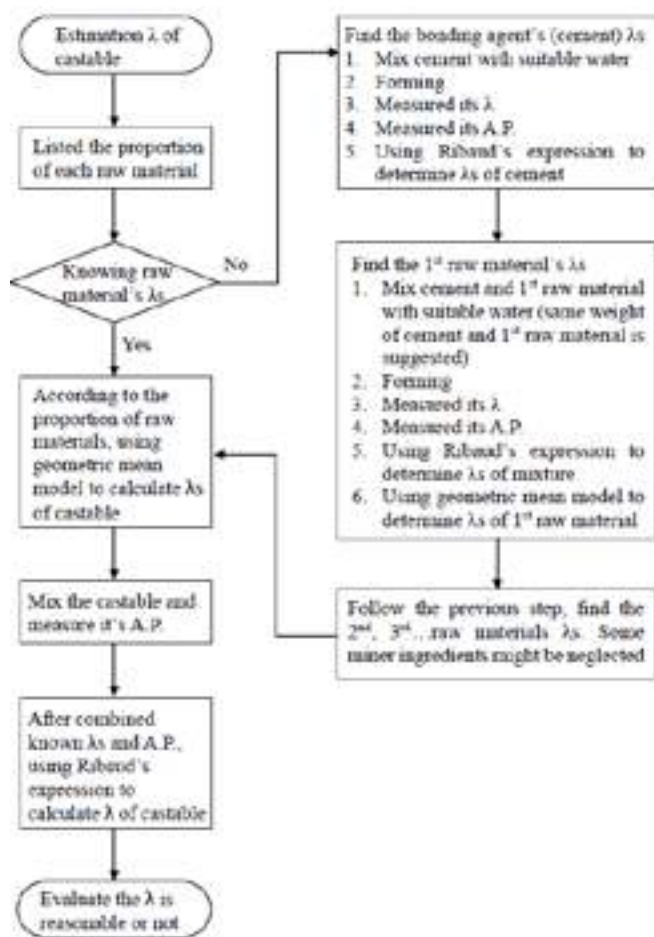 Estimation λ of
castable
Listed the proportion
of each raw material
Knowing raw
material's λs
No
Yes
According to the
proportion of raw
materials, using
geometric mean
model to calculate λs
of castable
Mix the castable and
measure it's A.P.
After combined
known λs and A.P.,
using Ribaud's
expression to
calculate λ of castable
Evaluate the λ is
reasonable or not
Find the bonding agent's (cement) λs
1. Mix cement with suitable water
2. Forming
3. Measured its λ
4. Measured its A.P.
5. Using Ribaud's expression to
determine λs of cement
Find the 1st raw material's λs
1. Mix cement and 1st raw material
with suitable water (same weight
of cement and 1st raw material is
suggested)
2. Forming
3. Measured its λ
4. Measured its A.P.
5. Using Ribaud's expression to
determine λs of mixture
6. Using geometric mean model to
determine λs of 1st raw material
Follow the previous step, find the
2nd, 3rd...raw materials λs. Some
minor ingredients might be neglected